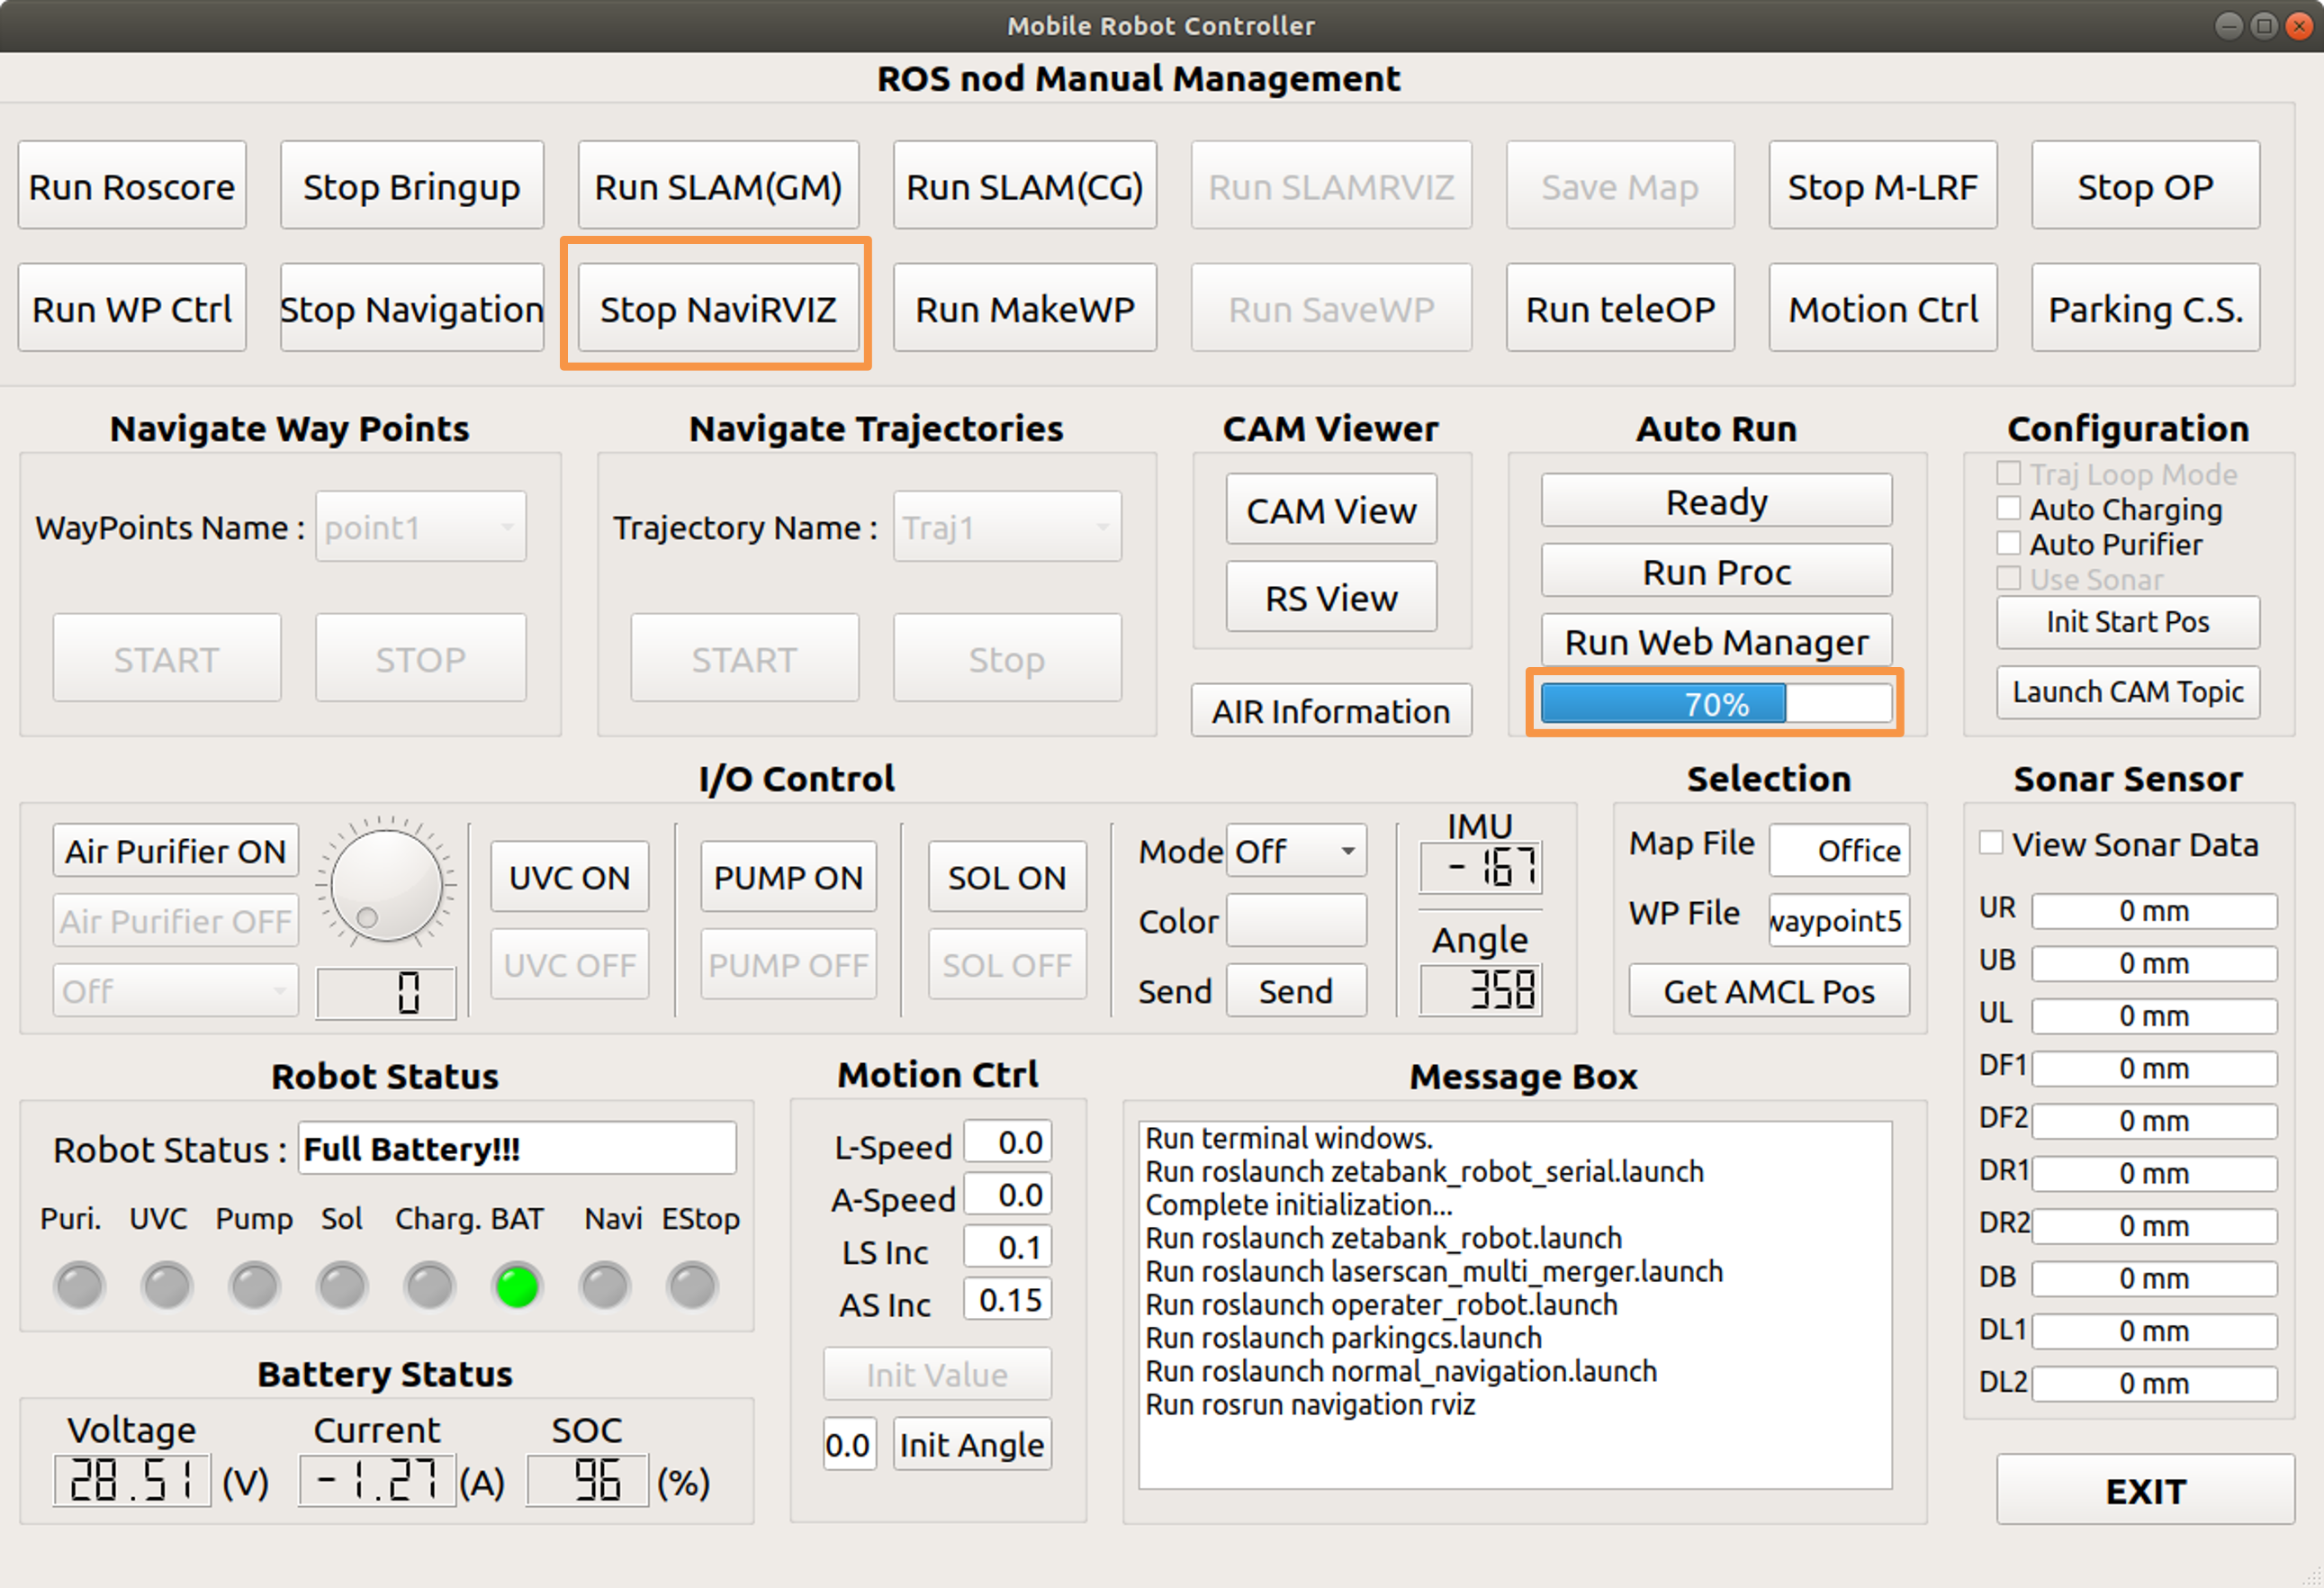 Mobile Robot Controller
ROS nod Manual Management
Run Roscore
Stop Bringup
Run SLAM(GM)
Run SLAM(CG)
Run SLAMRVIZ
Save Map
Stop M-LRF
Stop OP
Run WP Ctrl
Stop Navigation
Stop NaviRVIZ
Run MakeWP
Run SaveWP
Run teleOP
Motion Ctrl
Parking C.S.
Navigate Way Points
WayPoints Name :
point1
START
STOP
Navigate Trajectories
Trajectory Name :
Traj1
START
Stop
CAM Viewer
CAM View
RS View
AIR Information
Auto Run
Ready
Run Proc
Run Web Manager
70%
Configuration
Traj Loop Mode
Auto Charging
Auto Purifier
Use Sonar
Init Start Pos
Launch CAM Topic
I/O Control
Air Purifier ON
Air Purifier OFF
Off
0
UVC ON
UVC OFF
PUMP ON
PUMP OFF
SOL ON
SOL OFF
Mode
Off
Color
Send
Send
IMU
-167
Angle
358
Selection
Map File
Office
WP File
waypoint5
Get AMCL Pos
Sonar Sensor
View Sonar Data
UR 0 mm
UB 0 mm
UL 0 mm
DF1 0 mm
DF2 0 mm
DR1 0 mm
DR2 0 mm
DB 0 mm
DL1 0 mm
DL2 0 mm
Robot Status
Robot Status :
Full Battery!!!
Puri. UVC Pump Sol Charg. BAT Navi EStop
Battery Status
Voltage Current SOC
28.51 (V) -1.27 (A) 96 (%)
Motion Ctrl
L-Speed 0.0
A-Speed 0.0
LS Inc 0.1
AS Inc 0.15
Init Value
0.0 Init Angle
Message Box
Run terminal windows.
Run roslaunch zetabank_robot_serial.launch
Complete initialization...
Run roslaunch zetabank_robot.launch
Run roslaunch laserscan_multi_merger.launch
Run roslaunch operater_robot.launch
Run roslaunch parkingcs.launch
Run roslaunch normal_navigation.launch
Run rosrun navigation rviz
EXIT